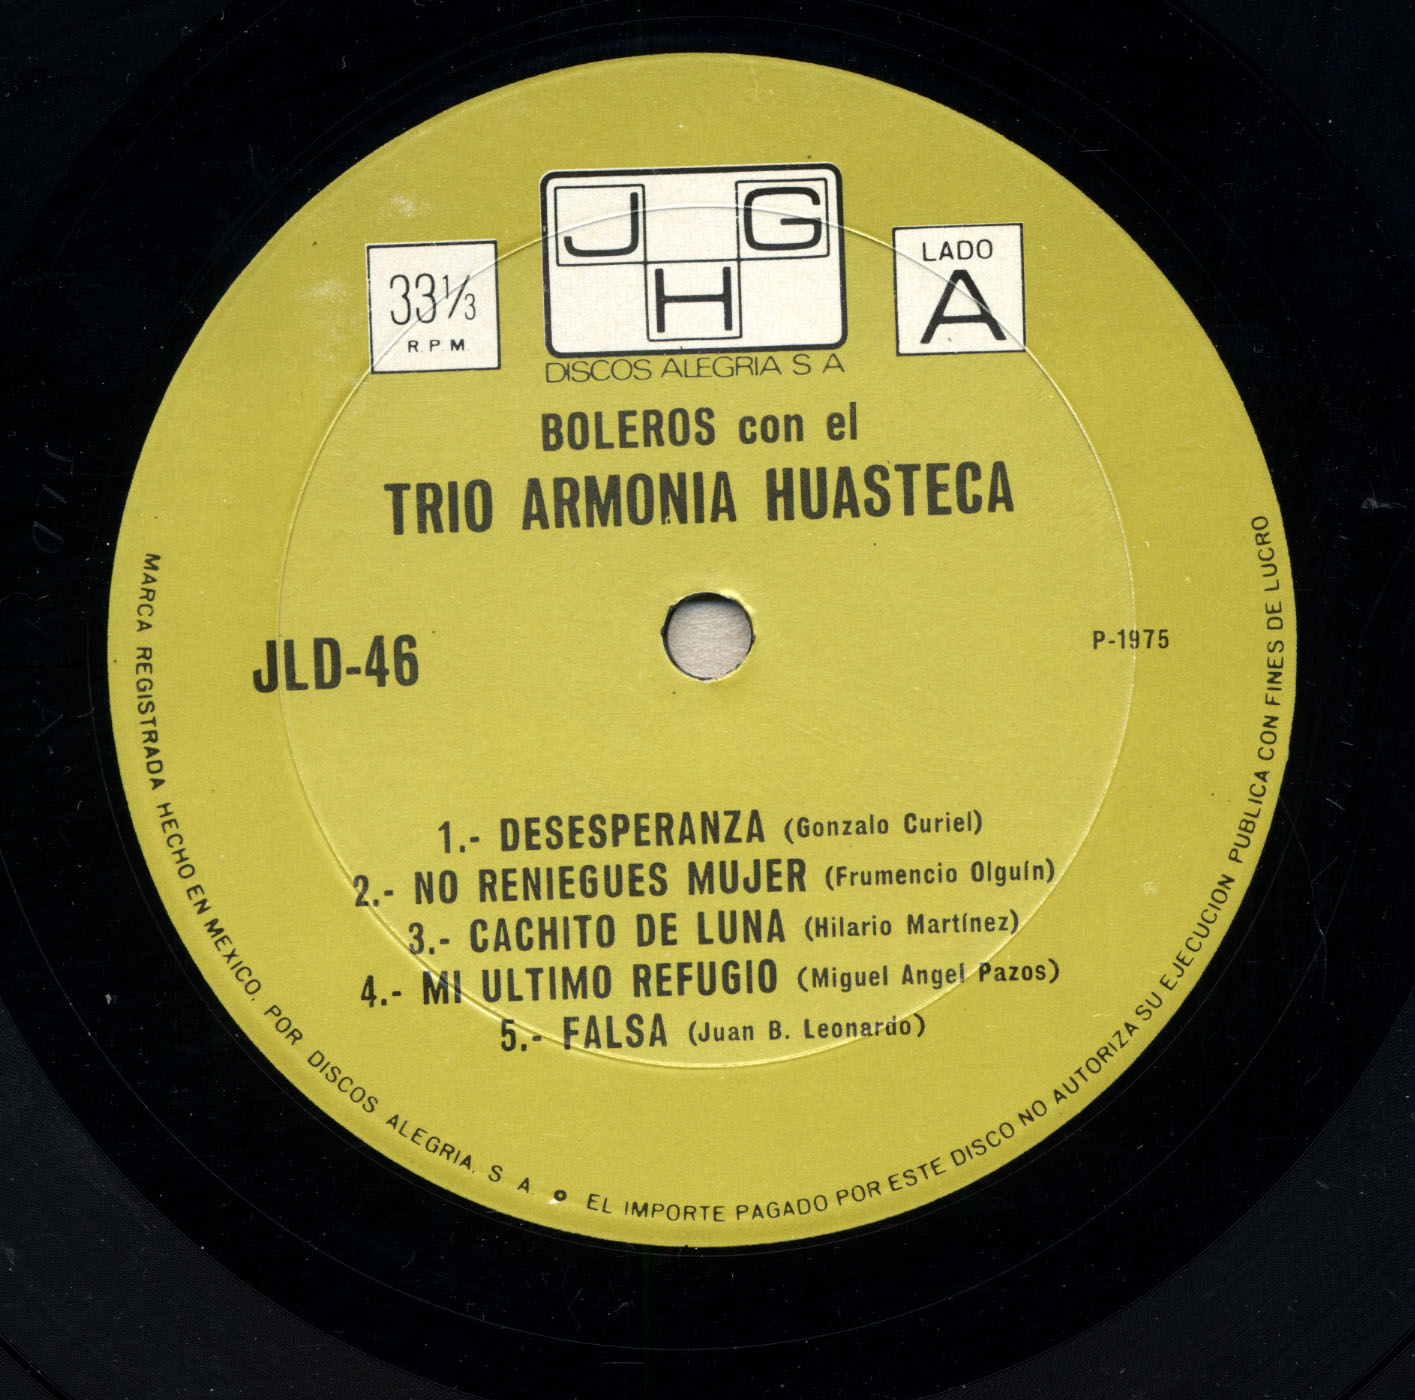 J G
H
33 1/3
R.P.M.
LADO
A
DISCOS ALEGRIA S A
BOLEROS con el
TRIO ARMONIA HUASTECA
JLD-46
P-1975
1.- DESESPERANZA (Gonzalo Curiel)
2.- NO RENIEGUES MUJER (Frumencio Olguín)
3.- CACHITO DE LUNA (Hilario Martínez)
4.- MI ULTIMO REFUGIO (Miguel Angel Pazos)
5.- FALSA (Juan B. Leonardo)
MARCA REGISTRADA HECHO EN MEXICO. POR DISCOS ALEGRIA. S A. EL IMPORTE PAGADO POR ESTE DISCO NO AUTORIZA SU EJECUCION PUBLICA CON FINES DE LUCRO